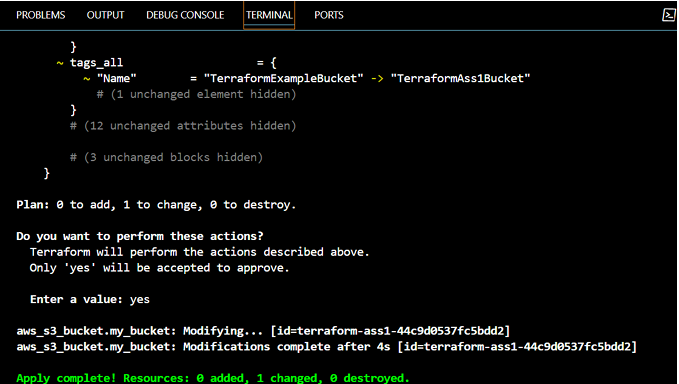 PROBLEMS OUTPUT DEBUG CONSOLE TERMINAL PORTS
}
~ tags_all = {
~ "Name" = "TerraformExampleBucket" -> "TerraformAss1Bucket"
# (1 unchanged element hidden)
}
# (12 unchanged attributes hidden)
# (3 unchanged blocks hidden)
}
Plan: 0 to add, 1 to change, 0 to destroy.
Do you want to perform these actions?
Terraform will perform the actions described above.
Only 'yes' will be accepted to approve.
Enter a value: yes
aws_s3_bucket.my_bucket: Modifying... [id=terraform-ass1-44c9d0537fc5bdd2]
aws_s3_bucket.my_bucket: Modifications complete after 4s [id=terraform-ass1-44c9d0537fc5bdd2]
Apply complete! Resources: 0 added, 1 changed, 0 destroyed.